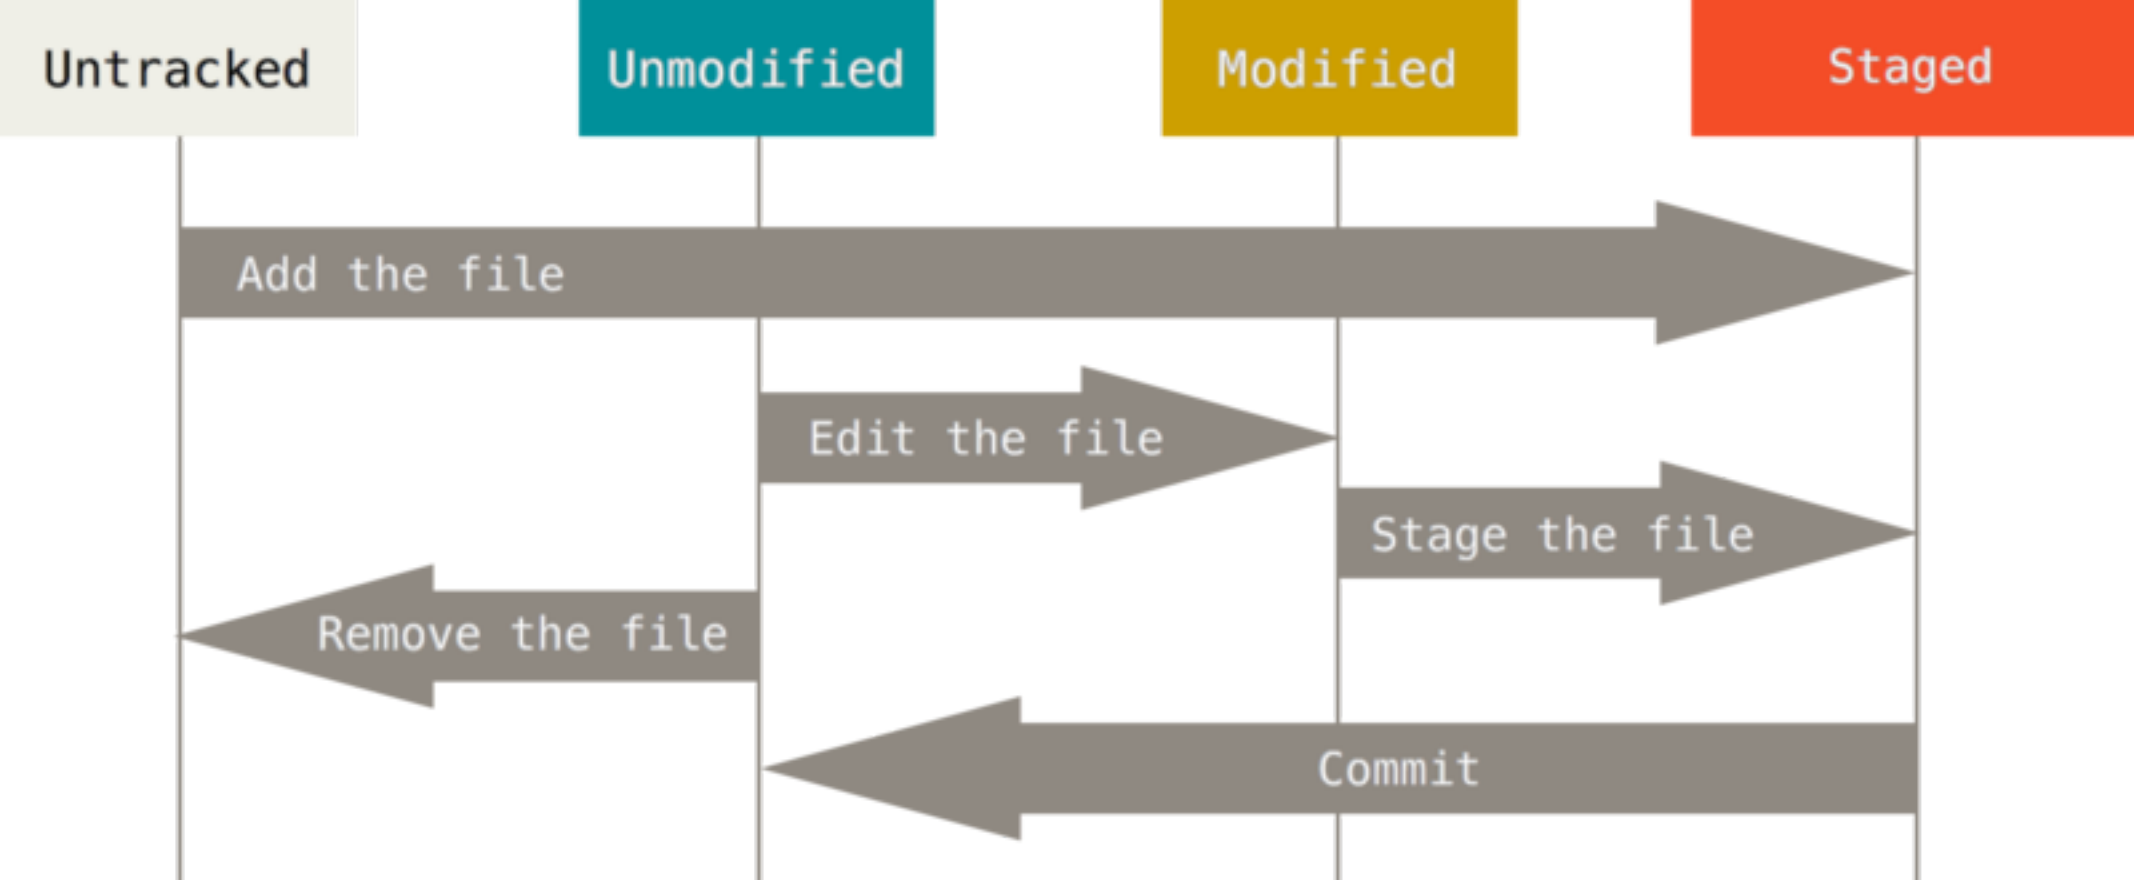 Untracked
Unmodified
Modified
Staged
Add the file
Edit the file
Stage the file
Remove the file
Commit